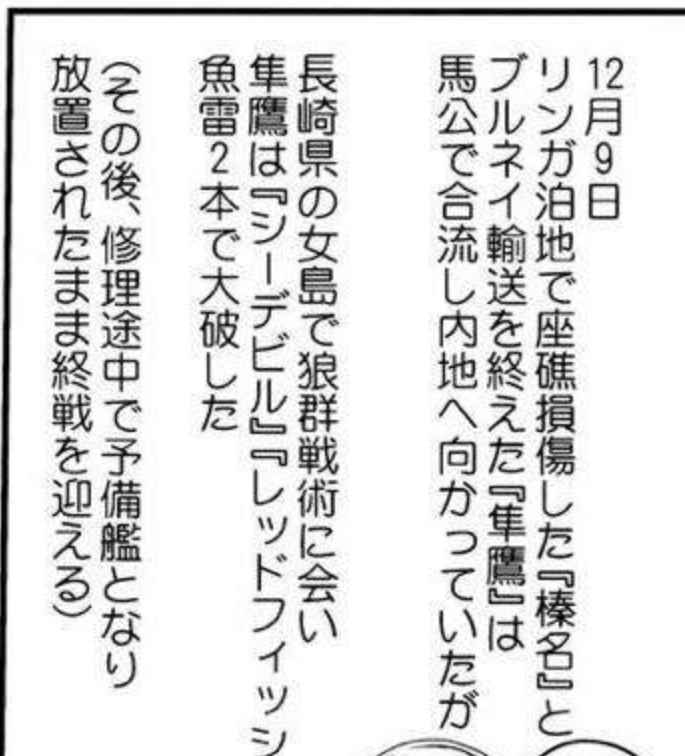 12月9日
リンガ泊地で座礁損傷した『榛名』と
ブルネイ輸送を終えた『隼鷹』は
馬公で合流し内地へ向かっていたが
長崎県の女島で狼群戦術に会い
隼鷹は『シーデビル』『レッドフィッシ
魚雷2本で大破した
（その後、修理途中で予備艦となり
放置されたまま終戦を迎える）